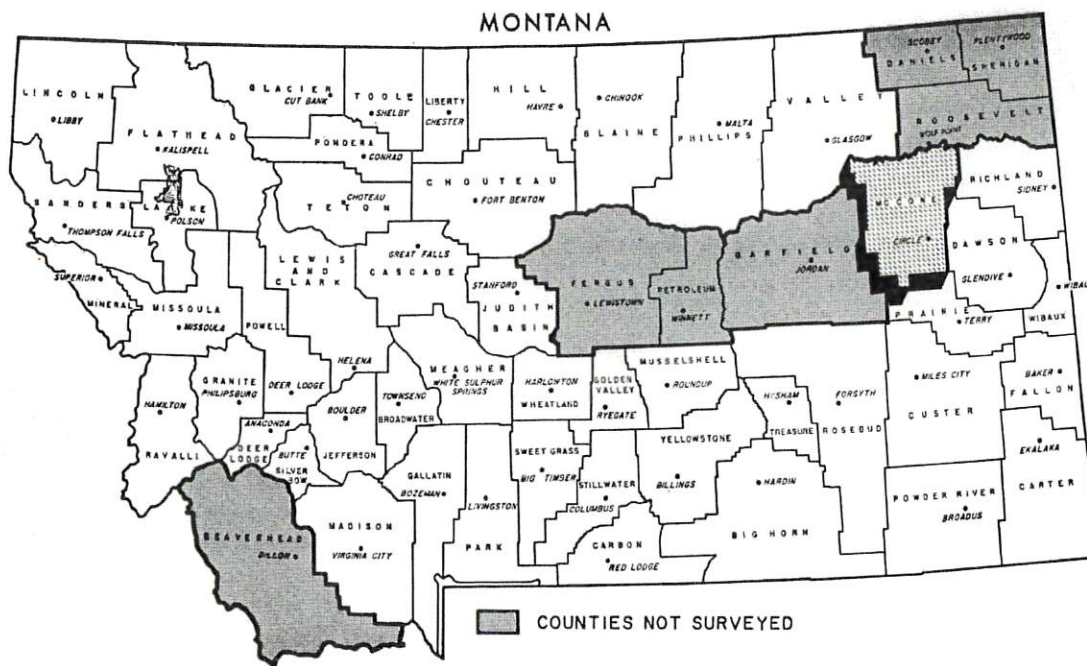 MONTANA
LINCOLN
LIBBY
FLATHEAD
KALISPELL
GLACIER
CUT BANK
TOOLE
SHELBY
LIBERTY
CHESTER
HILL
HAVRE
CHINOOK
BLAINE
MALTA
PHILLIPS
VALLEY
GLASGOW
SCOBEY
DANIELS
PLENTYWOOD
SHERIDAN
ROOSEVELT
WOLF POINT
PONDERA
CONRAD
CHOTEAU
TETON
CHOUTEAU
FORT BENTON
SANDERS
THOMPSON FALLS
LAKE
POLSON
LEWIS
AND
CLARK
GREAT FALLS
CASCADE
STANFORD
JUDITH
BASIN
FERGUS
LEWISTOWN
PETROLEUM
WINNETT
GARFIELD
JORDAN
MCCONE
CIRCLE
RICHLAND
SIDNEY
DAWSON
GLENDIVE
WIBAUX
PRAIRIE
TERRY
WIBAUX
SUPERIOR
MINERAL
MISSOULA
MISSOULA
POWELL
HELENA
MEAGHER
WHITE SULPHUR
SPRINGS
HARLOWTON
WHEATLAND
GOLDEN
VALLEY
RYEGATE
MUSSELSHELL
ROUNDUP
HYSHAM
TREASURE
FORSYTH
ROSEBUD
MILES CITY
CUSTER
BAKER
FALLON
EKALAKA
CARTER
HAMILTON
RAVALLI
GRANITE
PHILIPSBURG
DEER LODGE
ANACONDA
DEER
LODGE
BUTTE
SILVER
BOW
BOULDER
JEFFERSON
TOWNSEND
BROADWATER
GALLATIN
BOZEMAN
LIVINGSTON
PARK
SWEET GRASS
BIG TIMBER
STILLWATER
COLUMBUS
YELLOWSTONE
BILLINGS
HARDIN
BIG HORN
POWDER RIVER
BROADUS
BEAVERHEAD
DILLON
MADISON
VIRGINIA CITY
CARBON
RED LODGE
COUNTIES NOT SURVEYED